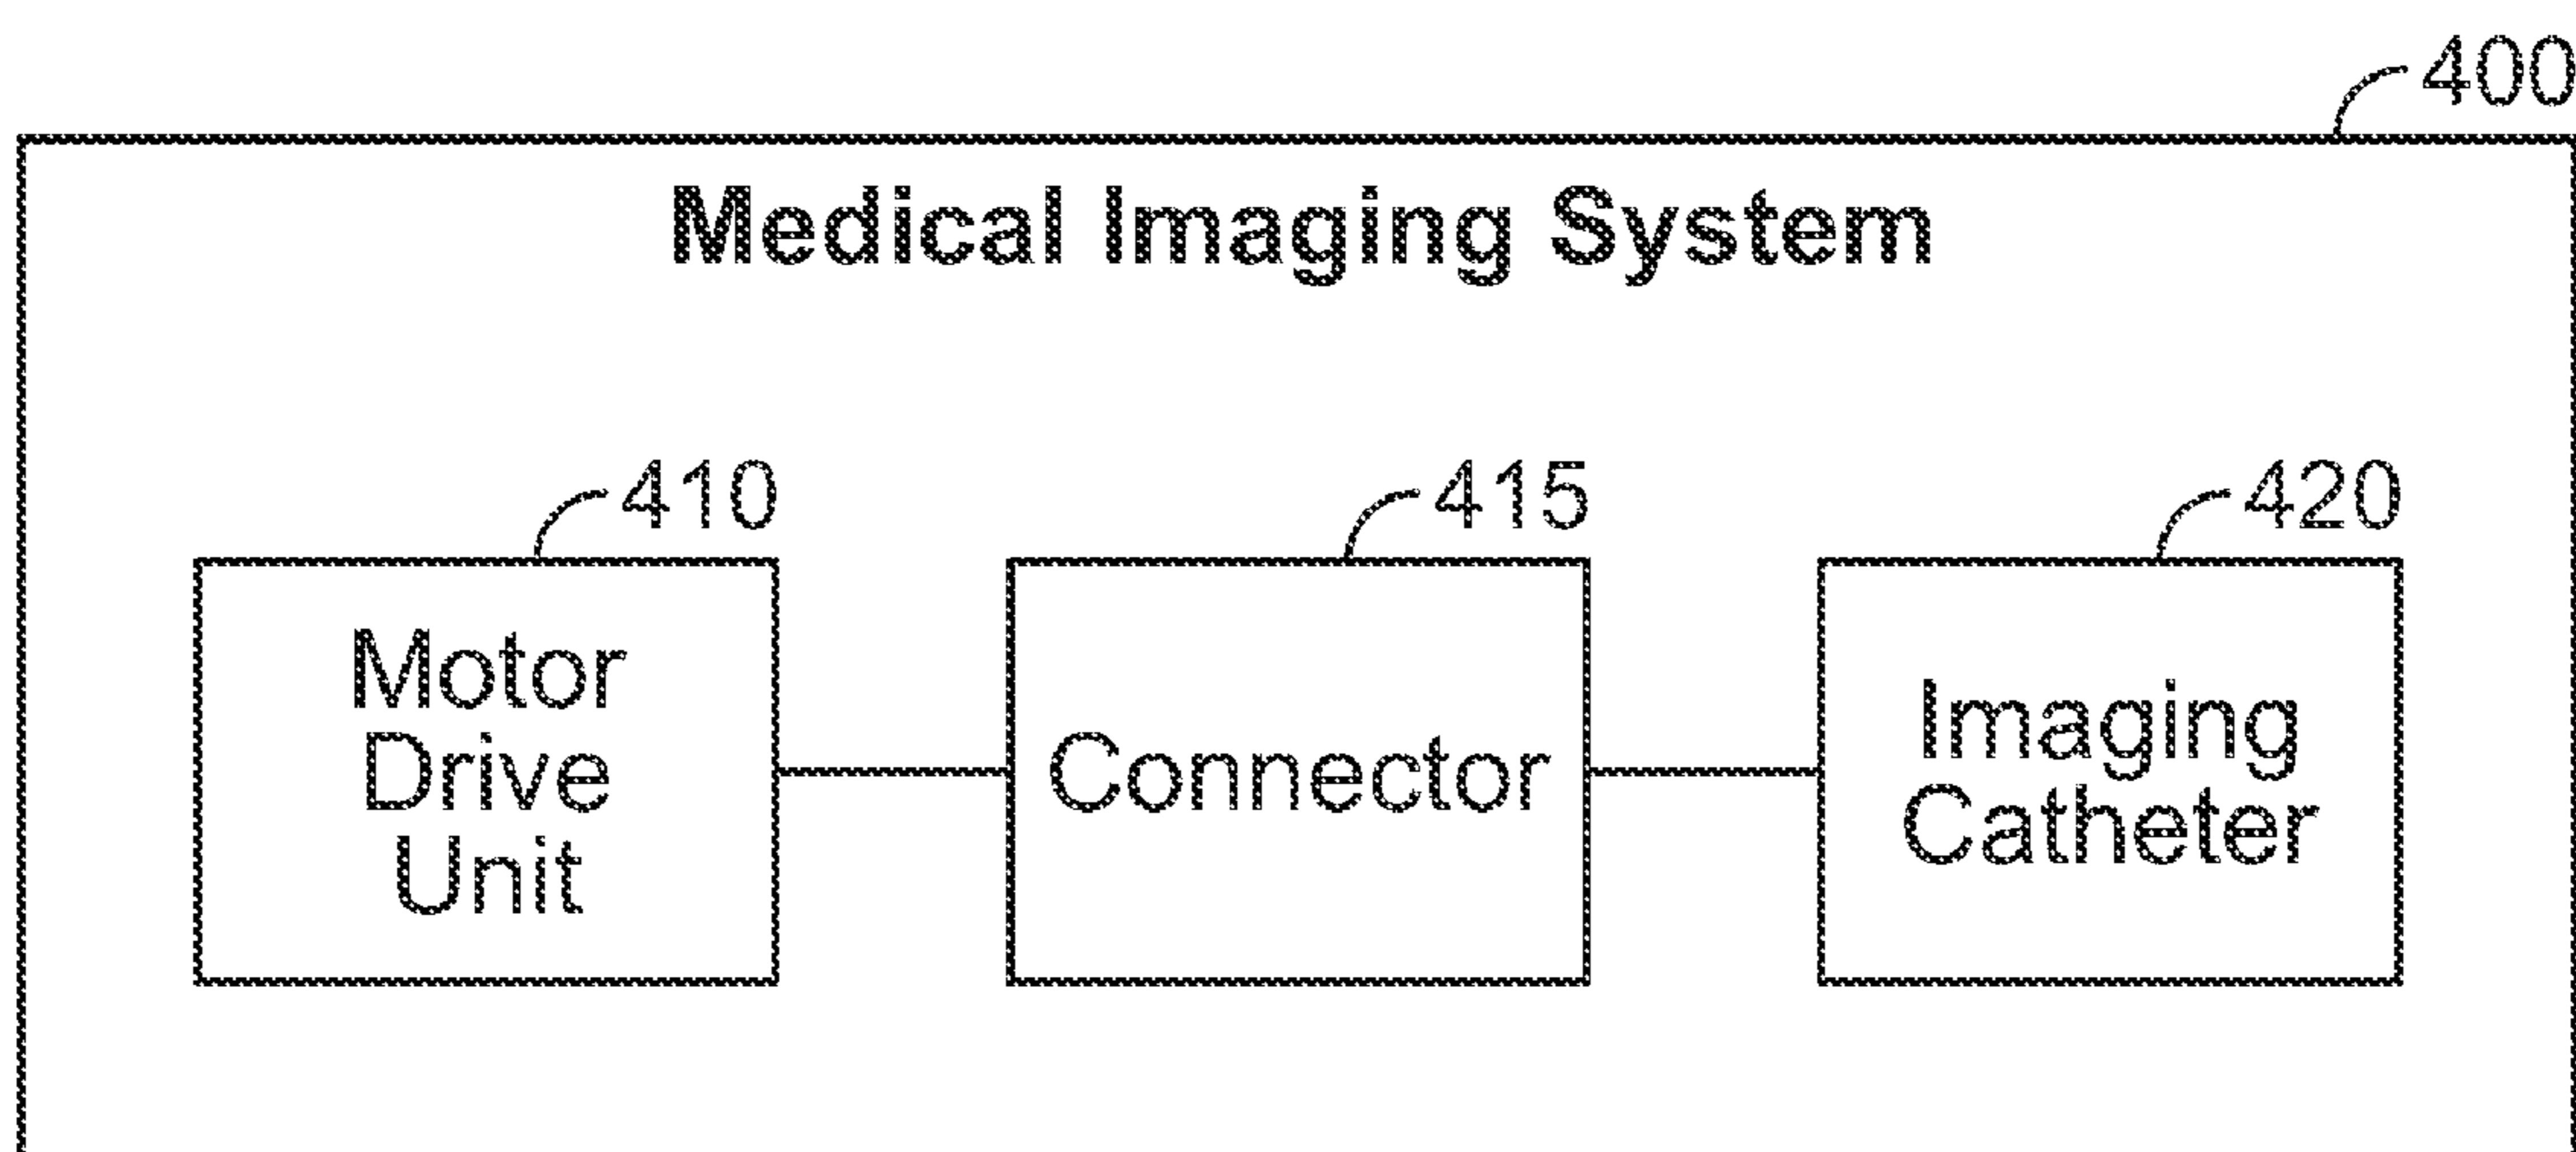 400
Medical Imaging System
410
415
420
Motor
Drive
Unit
Connector
Imaging
Catheter